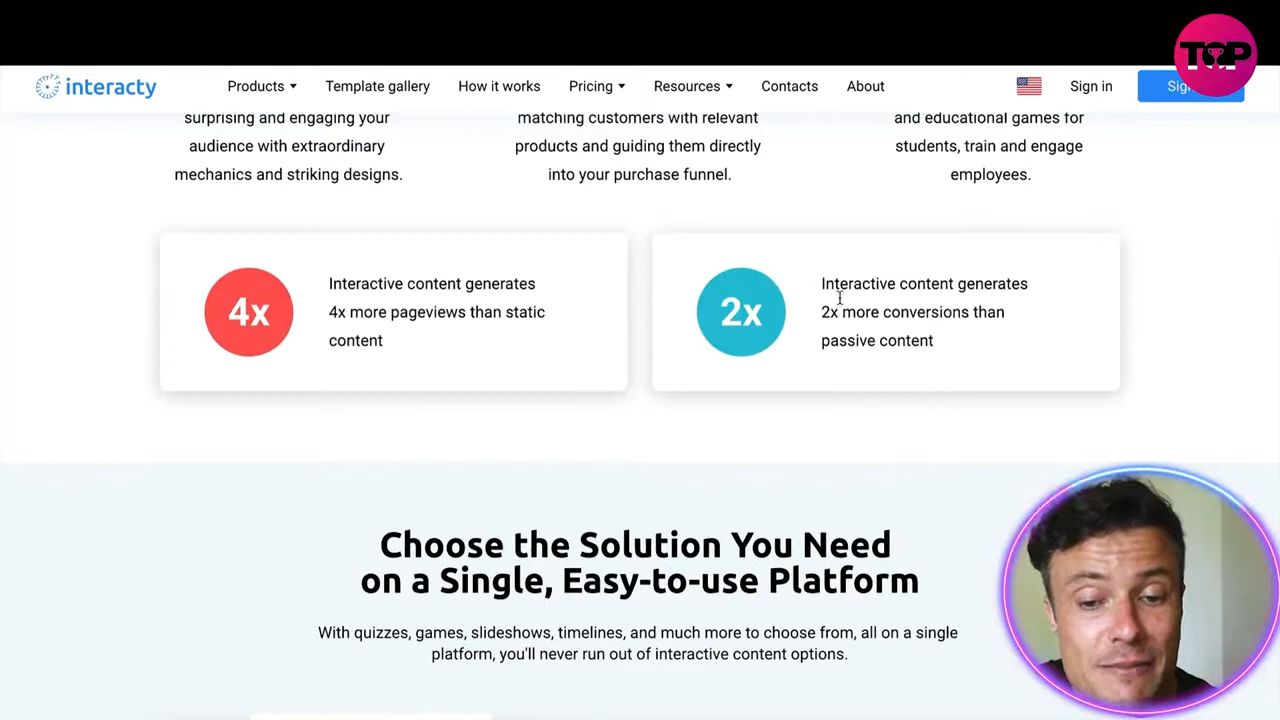 TOP
interacty
Products
Template gallery
How it works
Pricing
Resources
Contacts
About
Sign in
surprising and engaging your
audience with extraordinary
mechanics and striking designs.
matching customers with relevant
products and guiding them directly
into your purchase funnel.
and educational games for
students, train and engage
employees.
4x
Interactive content generates
4x more pageviews than static
content
2x
Interactive content generates
2x more conversions than
passive content
Choose the Solution You Need
on a Single, Easy-to-use Platform
With quizzes, games, slideshows, timelines, and much more to choose from, all on a single
platform, you'll never run out of interactive content options.